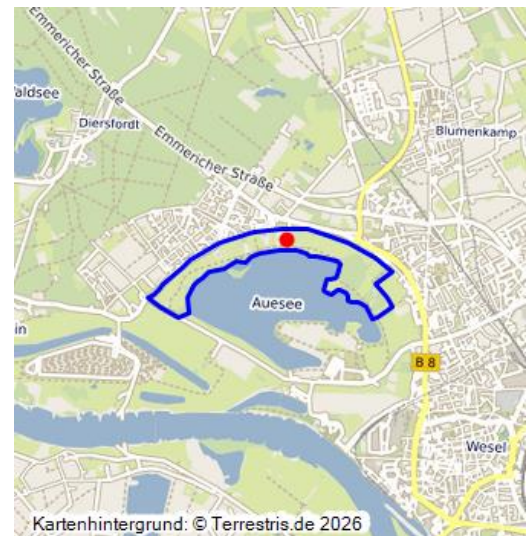 Emmericher Straße
aldsee
Diersfordt
Blumenkamp
Emmericher Straße
Auesee
in
B 8
Wesel
Kartenhintergrund: © Terrestris.de 2026